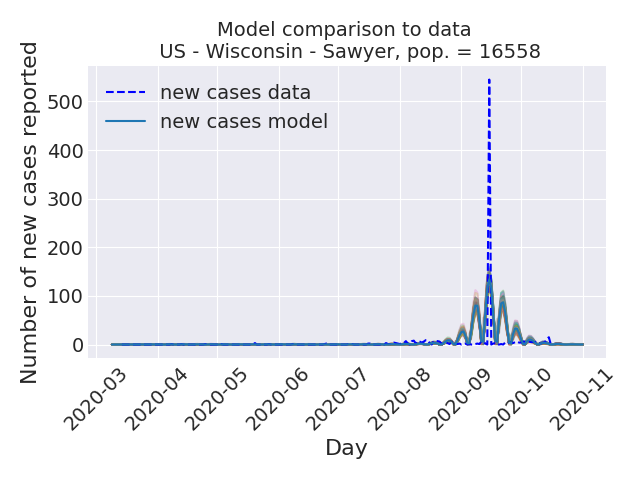 Model comparison to data
US - Wisconsin - Sawyer, pop. = 16558
Number of new cases reported
500
400
300
200
100
0
new cases data
new cases model
2020-03
2020-04
2020-05
2020-06
2020-07
2020-08
2020-09
2020-10
2020-11
Day